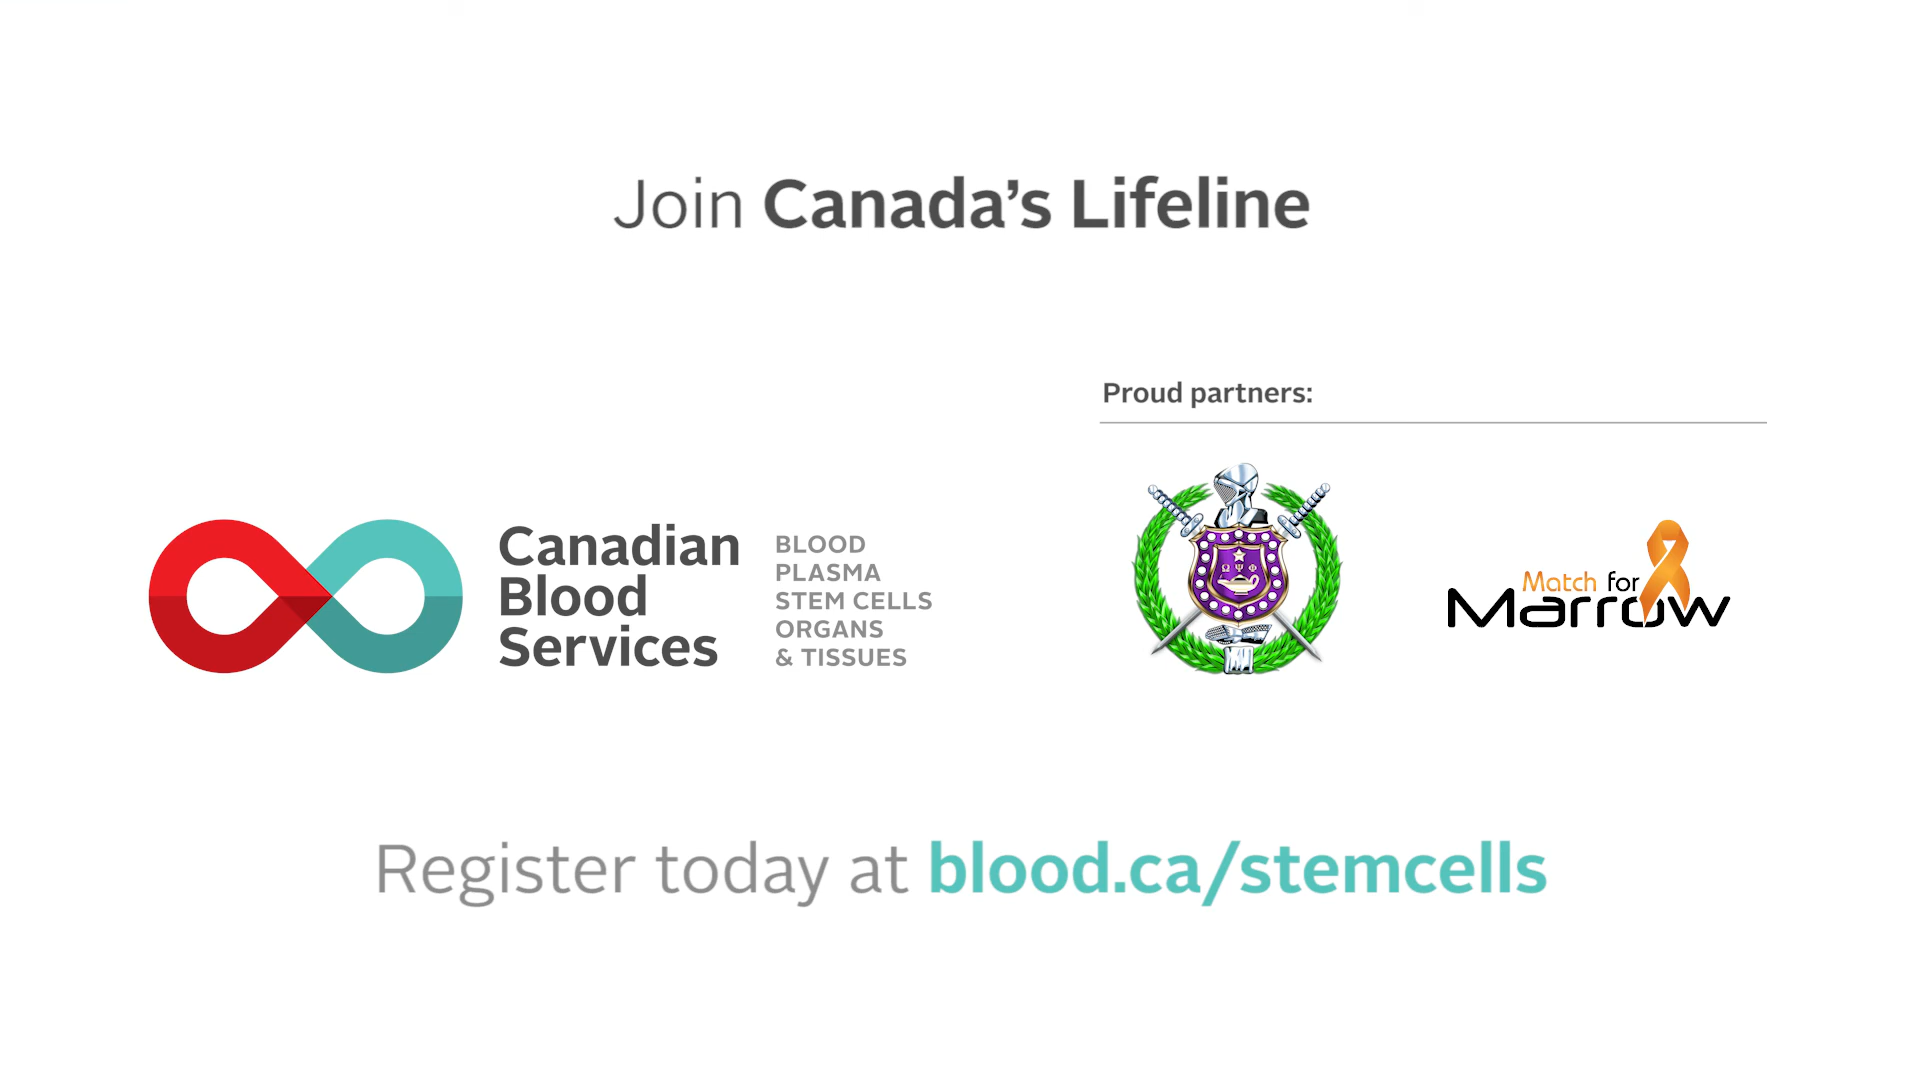 Join Canada’s Lifeline
Proud partners:
Canadian
Blood
Services
BLOOD
PLASMA
STEM CELLS
ORGANS
& TISSUES
Ω Ψ Φ
Match for
Marrow
Register today at blood.ca/stemcells